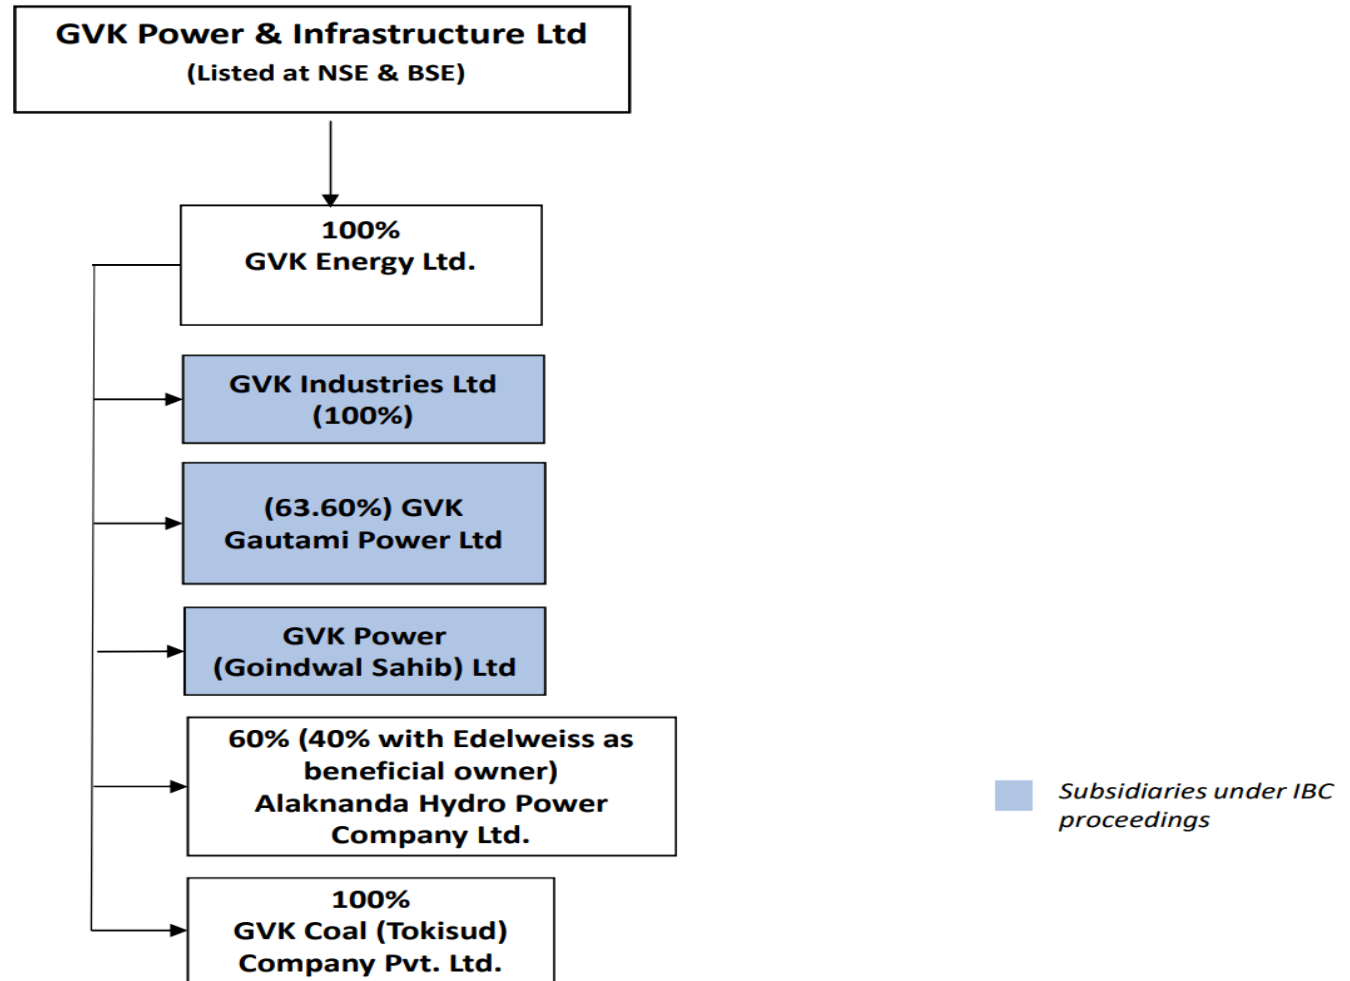 GVK Power & Infrastructure Ltd
(Listed at NSE & BSE)
100%
GVK Energy Ltd.
GVK Industries Ltd
(100%)
(63.60%) GVK
Gautami Power Ltd
GVK Power
(Goindwal Sahib) Ltd
60% (40% with Edelweiss as
beneficial owner)
Alaknanda Hydro Power
Company Ltd.
100%
GVK Coal (Tokisud)
Company Pvt. Ltd.
Subsidiaries under IBC
proceedings